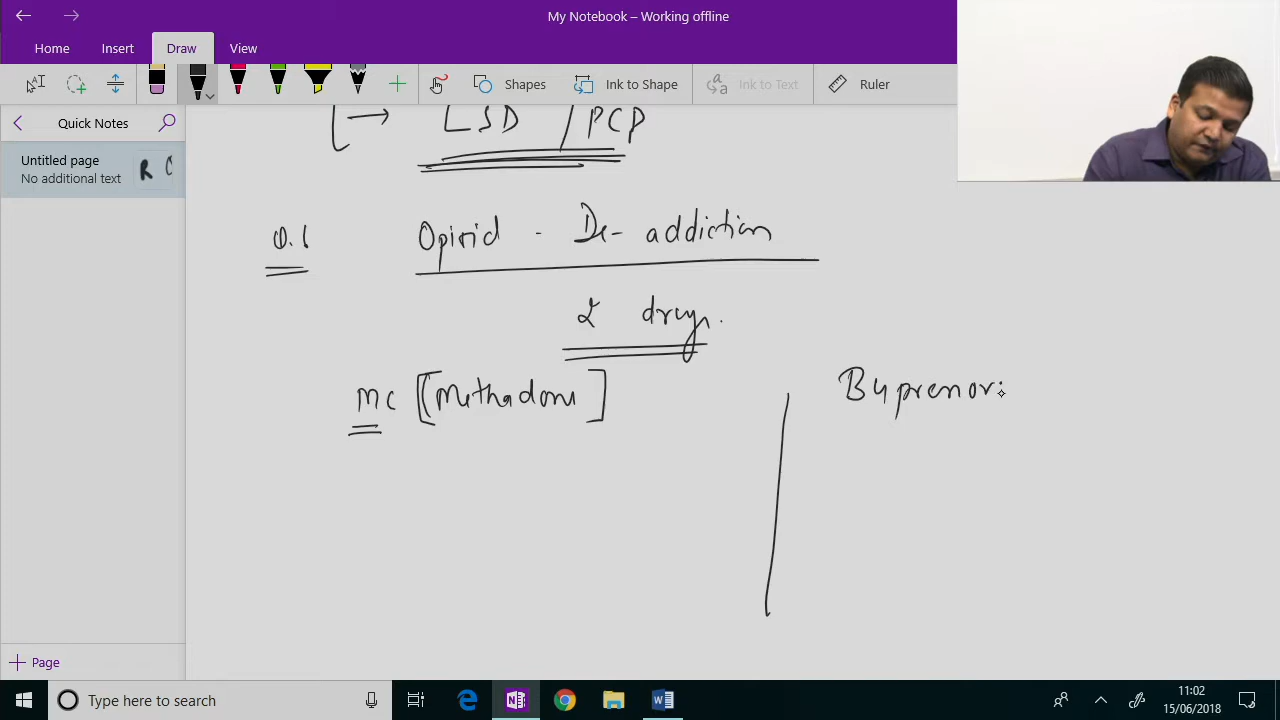 My Notebook – Working offline
Home Insert Draw View
Shapes Ink to Shape Ink to Text Ruler
Quick Notes
Untitled page
No additional text
R C
LSD / PCP
Q.6 Opioid - De-addiction
2 drugs.
MC [Methadone] Buprenor
+ Page
Type here to search
11:02
15/06/2018